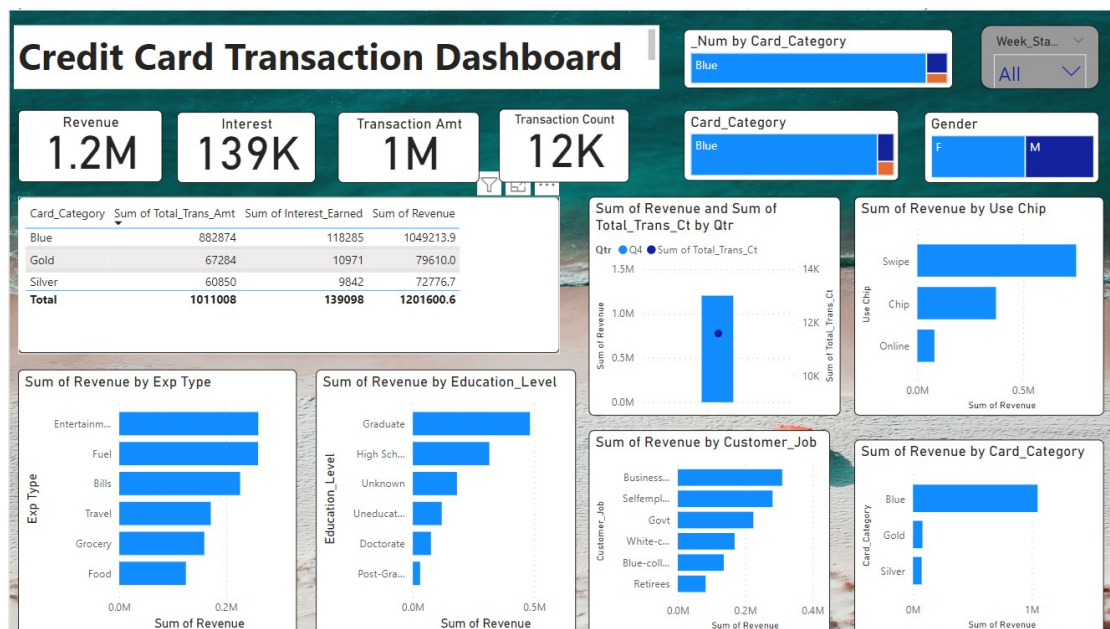 Credit Card Transaction Dashboard
_Num by Card_Category
Blue
Week_Sta...
All
Revenue
1.2M
Interest
139K
Transaction Amt
1M
Transaction Count
12K
Card_Category
Blue
Gender
F M
Card_Category Sum of Total_Trans_Amt Sum of Interest_Earned Sum of Revenue
Blue 882874 118285 1049213.9
Gold 67284 10971 79610.0
Silver 60850 9842 72776.7
Total 1011008 139098 1201600.6
Sum of Revenue and Sum of
Total_Trans_Ct by Qtr
Qtr Q4 Sum of Total_Trans_Ct
1.5M 14K
1.0M 12K
0.5M 10K
0.0M
Sum of Revenue
Sum of Total_Trans_Ct
Sum of Revenue by Use Chip
Use Chip
Swipe
Chip
Online
0.0M 0.5M
Sum of Revenue
Sum of Revenue by Exp Type
Exp Type
Entertainm...
Fuel
Bills
Travel
Grocery
Food
0.0M 0.2M
Sum of Revenue
Sum of Revenue by Education_Level
Education_Level
Graduate
High Sch...
Unknown
Uneducat...
Doctorate
Post-Gra...
0.0M 0.5M
Sum of Revenue
Sum of Revenue by Customer_Job
Customer_Job
Business...
Selfempl...
Govt
White-c...
Blue-coll...
Retirees
0.0M 0.2M 0.4M
Sum of Revenue
Sum of Revenue by Card_Category
Card_Category
Blue
Gold
Silver
0M 1M
Sum of Revenue